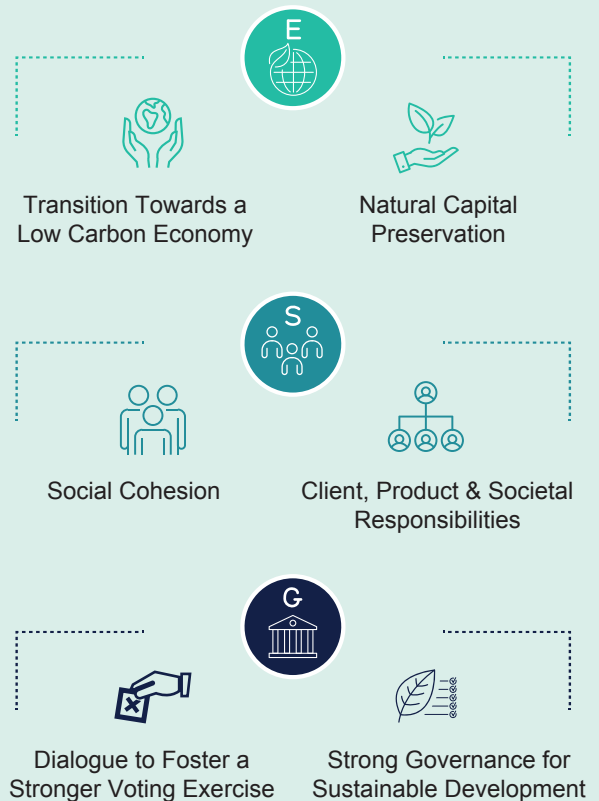 E
Transition Towards a
Low Carbon Economy
Natural Capital
Preservation
S
Social Cohesion
Client, Product & Societal
Responsibilities
G
Dialogue to Foster a
Stronger Voting Exercise
Strong Governance for
Sustainable Development